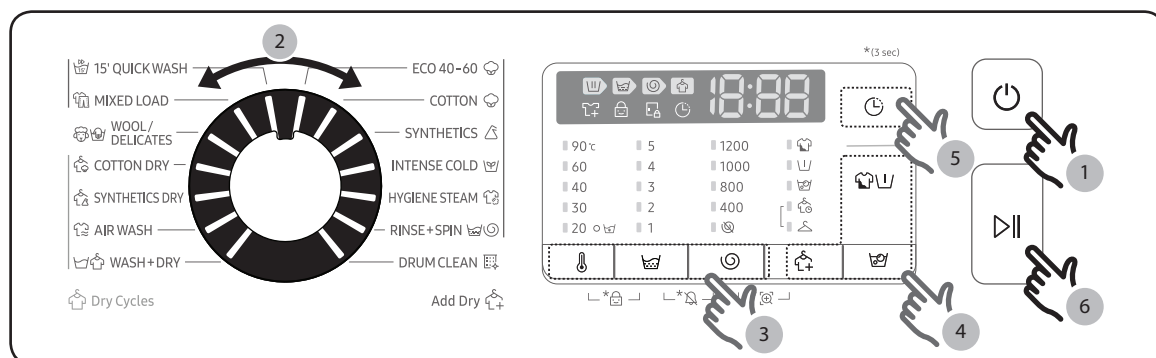 2
15' QUICK WASH
MIXED LOAD
WOOL/
DELICATES
COTTON DRY
SYNTHETICS DRY
AIR WASH
WASH+DRY
Dry Cycles
ECO 40-60
COTTON
SYNTHETICS
INTENSE COLD
HYGIENE STEAM
RINSE+SPIN
DRUM CLEAN
Add Dry
*(3 sec)
18:88
90℃ 5 1200
60 4 1000
40 3 800
30 2 400
20 1
* *
3
4
5
1
6